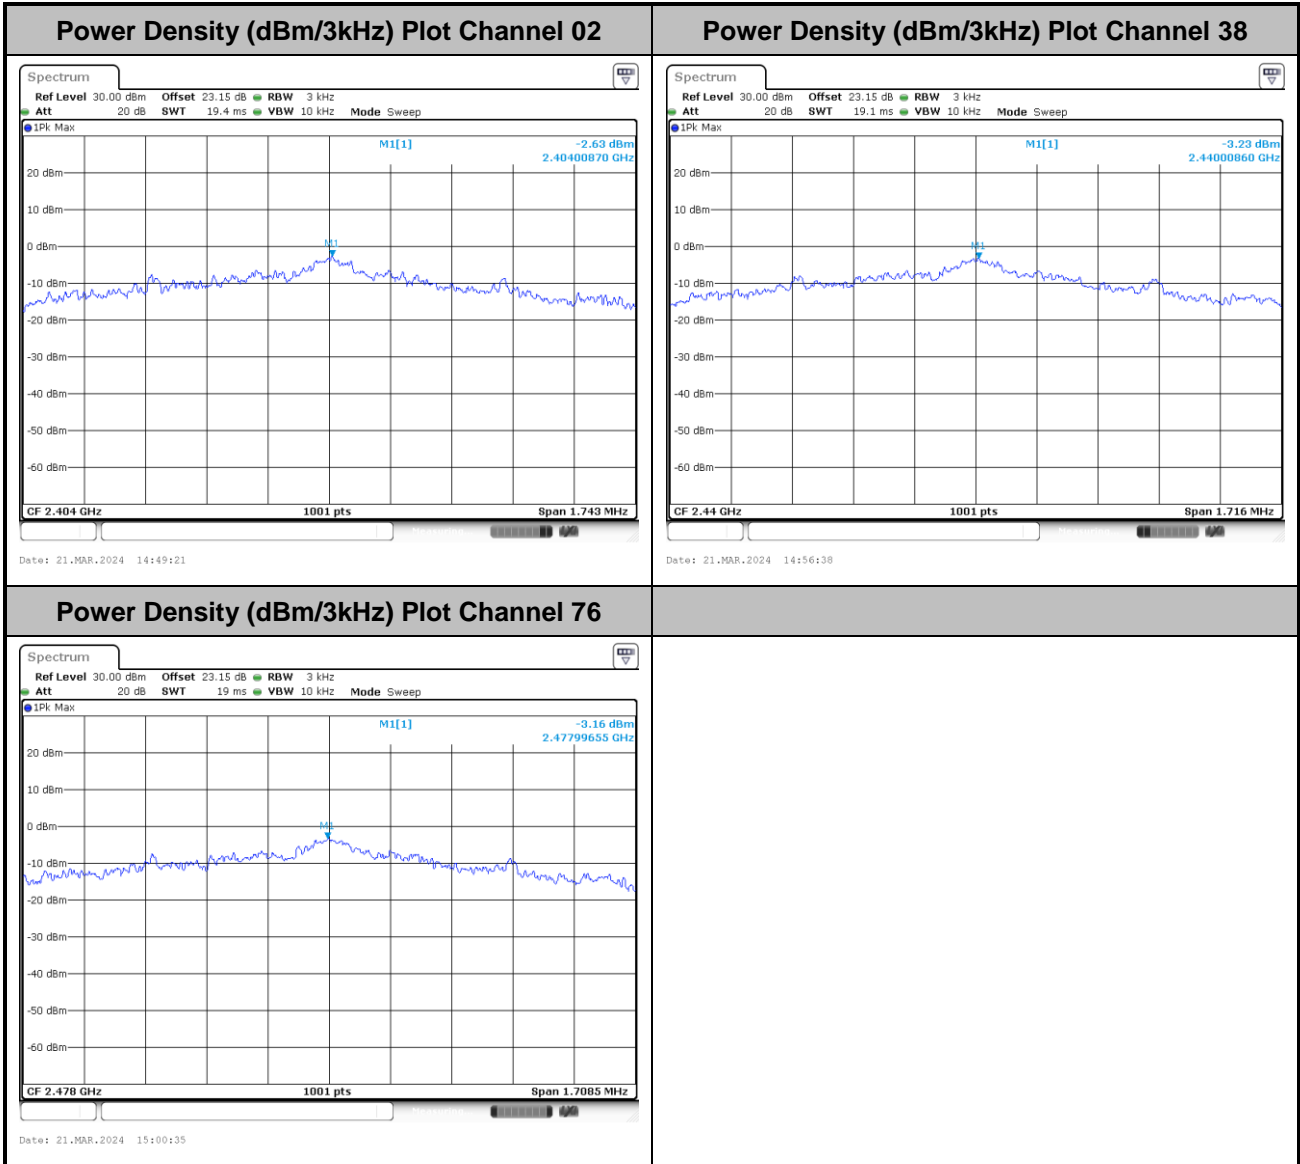 Power Density (dBm/3kHz) Plot Channel 02
Power Density (dBm/3kHz) Plot Channel 38
Spectrum
Ref Level 30.00 dBm Offset 23.15 dB RBW 3 kHz
Att 20 dB SWT 19.4 ms VBW 10 kHz Mode Sweep
1Pk Max
M1[1] -2.63 dBm
2.40400870 GHz
20 dBm
10 dBm
M1
0 dBm
-10 dBm
-20 dBm
-30 dBm
-40 dBm
-50 dBm
-60 dBm
CF 2.404 GHz 1001 pts Span 1.743 MHz
Measuring...
Date: 21.MAR.2024 14:49:21
Spectrum
Ref Level 30.00 dBm Offset 23.15 dB RBW 3 kHz
Att 20 dB SWT 19.1 ms VBW 10 kHz Mode Sweep
1Pk Max
M1[1] -3.23 dBm
2.44000860 GHz
20 dBm
10 dBm
M1
0 dBm
-10 dBm
-20 dBm
-30 dBm
-40 dBm
-50 dBm
-60 dBm
CF 2.44 GHz 1001 pts Span 1.716 MHz
Measuring...
Date: 21.MAR.2024 14:56:38
Power Density (dBm/3kHz) Plot Channel 76
Spectrum
Ref Level 30.00 dBm Offset 23.15 dB RBW 3 kHz
Att 20 dB SWT 19 ms VBW 10 kHz Mode Sweep
1Pk Max
M1[1] -3.16 dBm
2.47799655 GHz
20 dBm
10 dBm
M1
0 dBm
-10 dBm
-20 dBm
-30 dBm
-40 dBm
-50 dBm
-60 dBm
CF 2.478 GHz 1001 pts Span 1.7085 MHz
Measuring...
Date: 21.MAR.2024 15:00:35